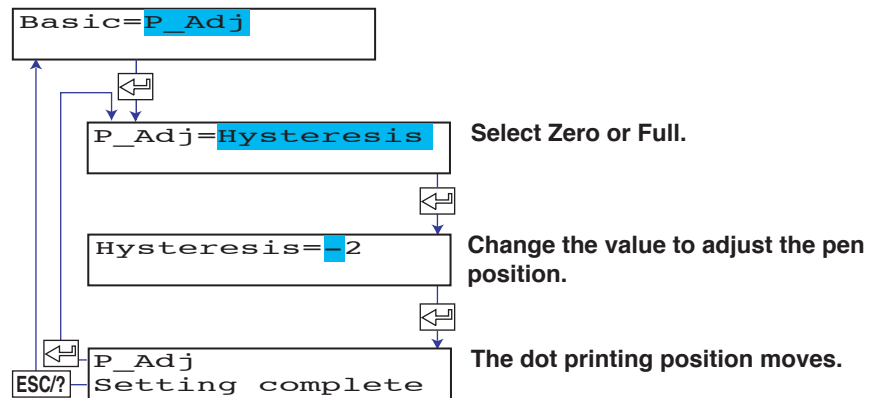 Basic=P_Adj
P_Adj=Hysteresis
Select Zero or Full.
Hysteresis=-2
Change the value to adjust the pen
position.
P_Adj
Setting complete
The dot printing position moves.
ESC/?